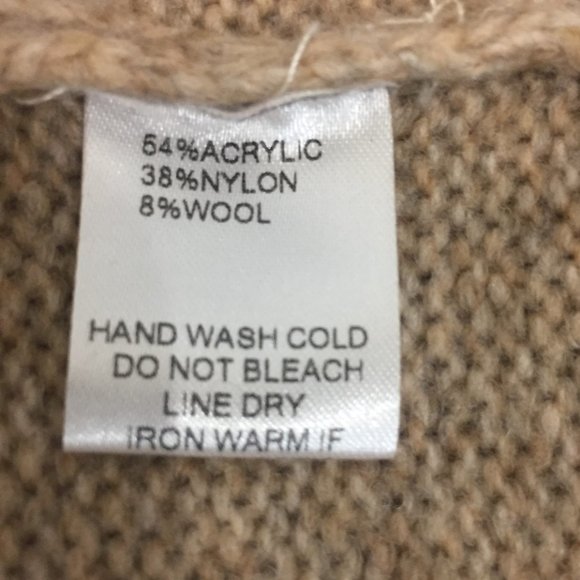 54%ACRYLIC
38%NYLON
8%WOOL
HAND WASH COLD
DO NOT BLEACH
LINE DRY
IRON WARM IF